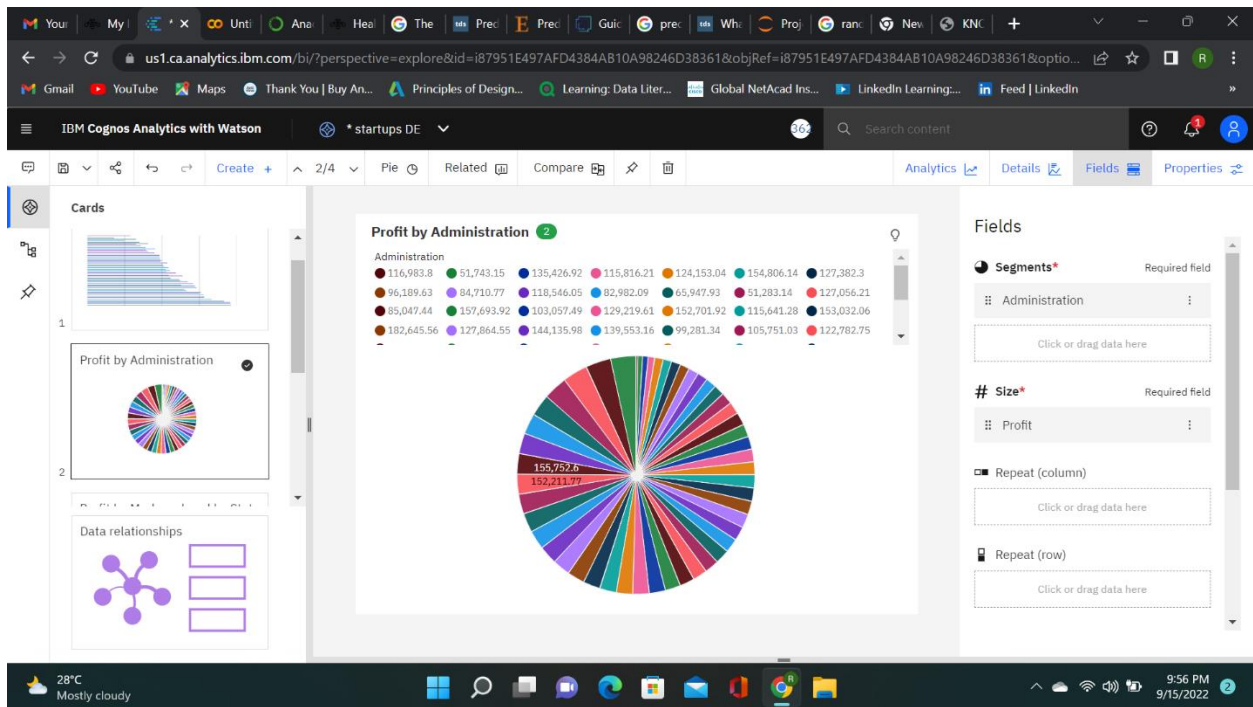 Your
My I
* x
Unti
Ana
Heal
The
tds Pred
Pred
Guic
prec
tds Wha
Proj
ranc
New
KNC
us1.ca.analytics.ibm.com/bi/?perspective=explore&id=i87951E497AFD4384AB10A98246D38361&objRef=i87951E497AFD4384AB10A98246D38361&optio...
R
Gmail YouTube Maps Thank You | Buy An... Principles of Design... Learning: Data Liter... Global NetAcad Ins... LinkedIn Learning:... Feed | LinkedIn »
IBM Cognos Analytics with Watson * startups DE 362 Search content 1
Create + 2/4 Pie Related Compare Analytics Details Fields Properties
Cards
1
Profit by Administration
2
Data relationships
Profit by Administration 2
Administration
116,983.8 51,743.15 135,426.92 115,816.21 124,153.04 154,806.14 127,382.3
96,189.63 84,710.77 118,546.05 82,982.09 65,947.93 51,283.14 127,056.21
85,047.44 157,693.92 103,057.49 129,219.61 152,701.92 115,641.28 153,032.06
182,645.56 127,864.55 144,135.98 139,553.16 99,281.34 105,751.03 122,782.75
155,752.6
152,211.77
Fields
Segments* Required field
Administration
Click or drag data here
# Size* Required field
Profit
Repeat (column)
Click or drag data here
Repeat (row)
Click or drag data here
28°C
Mostly cloudy
9:56 PM
9/15/2022
2